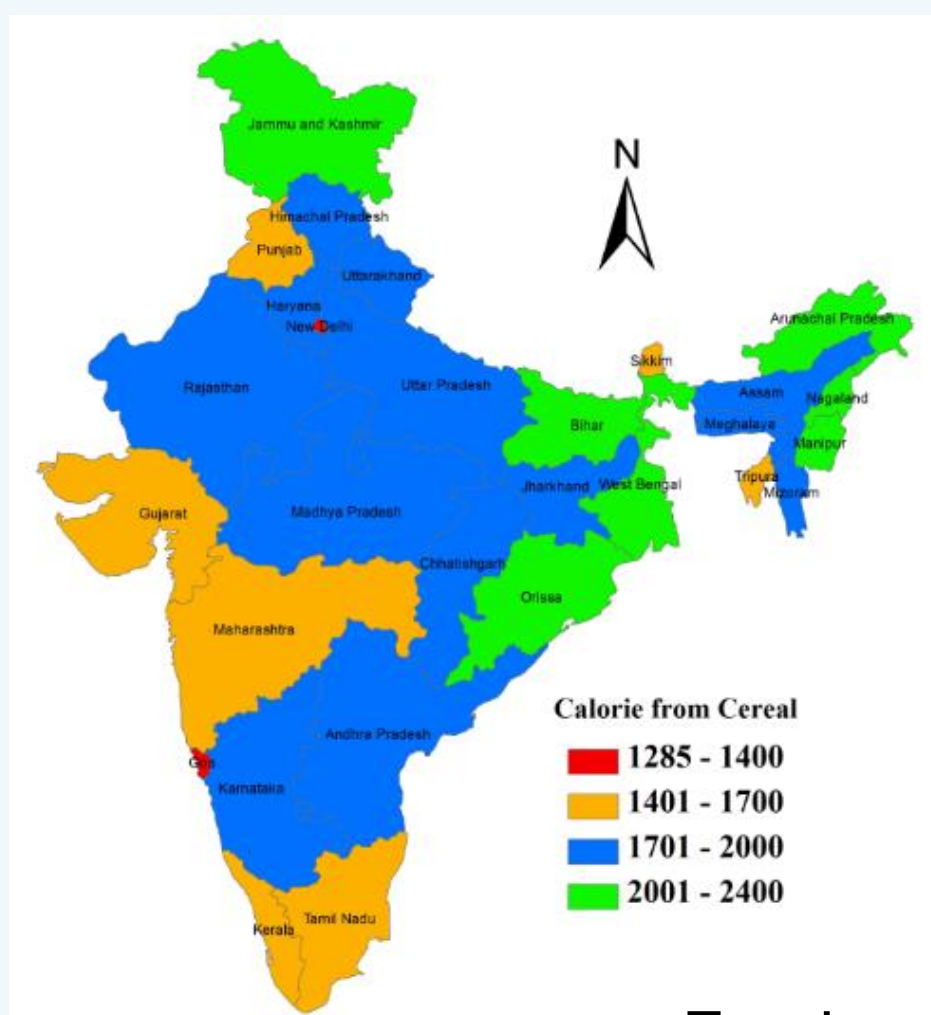 Jammu and Kashmir
N
Himachal Pradesh
Punjab
Uttarakhand
Haryana
New Delhi
Arunachal Pradesh
Sikkim
Rajasthan
Uttar Pradesh
Assam
Nagaland
Bihar
Meghalaya
Manipur
Tripura
Mizoram
Jharkhand
West Bengal
Gujarat
Madhya Pradesh
Chhatishgarh
Orissa
Maharashtra
Andhra Pradesh
Goa
Karnataka
Kerala
Tamil Nadu
Calorie from Cereal
1285 - 1400
1401 - 1700
1701 - 2000
2001 - 2400